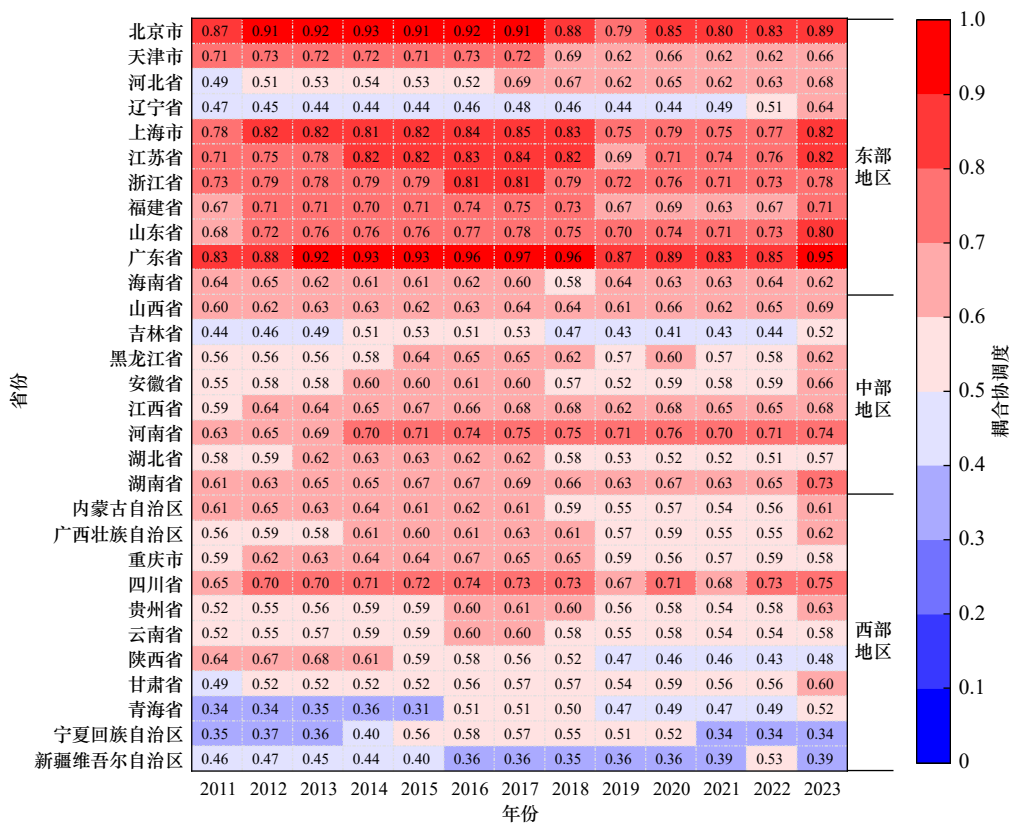 北京市 0.87 0.91 0.92 0.93 0.91 0.92 0.91 0.88 0.79 0.85 0.80 0.83 0.89
天津市 0.71 0.73 0.72 0.72 0.71 0.73 0.72 0.69 0.62 0.66 0.62 0.62 0.66
河北省 0.49 0.51 0.53 0.54 0.53 0.52 0.69 0.67 0.62 0.65 0.62 0.63 0.68
辽宁省 0.47 0.45 0.44 0.44 0.44 0.46 0.48 0.46 0.44 0.44 0.49 0.51 0.64
上海市 0.78 0.82 0.82 0.81 0.82 0.84 0.85 0.83 0.75 0.79 0.75 0.77 0.82
江苏省 0.71 0.75 0.78 0.82 0.82 0.83 0.84 0.82 0.69 0.71 0.74 0.76 0.82
浙江省 0.73 0.79 0.78 0.79 0.79 0.81 0.81 0.79 0.72 0.76 0.71 0.73 0.78
福建省 0.67 0.71 0.71 0.70 0.71 0.74 0.75 0.73 0.67 0.69 0.63 0.67 0.71
山东省 0.68 0.72 0.76 0.76 0.76 0.77 0.78 0.75 0.70 0.74 0.71 0.73 0.80
广东省 0.83 0.88 0.92 0.93 0.93 0.96 0.97 0.96 0.87 0.89 0.83 0.85 0.95
海南省 0.64 0.65 0.62 0.61 0.61 0.62 0.60 0.58 0.64 0.63 0.63 0.64 0.62
山西省 0.60 0.62 0.63 0.63 0.62 0.63 0.64 0.64 0.61 0.66 0.62 0.65 0.69
吉林省 0.44 0.46 0.49 0.51 0.53 0.51 0.53 0.47 0.43 0.41 0.43 0.44 0.52
黑龙江省 0.56 0.56 0.56 0.58 0.64 0.65 0.65 0.62 0.57 0.60 0.57 0.58 0.62
安徽省 0.55 0.58 0.58 0.60 0.60 0.61 0.60 0.57 0.52 0.59 0.58 0.59 0.66
江西省 0.59 0.64 0.64 0.65 0.67 0.66 0.68 0.68 0.62 0.68 0.65 0.65 0.68
河南省 0.63 0.65 0.69 0.70 0.71 0.74 0.75 0.75 0.71 0.76 0.70 0.71 0.74
湖北省 0.58 0.59 0.62 0.63 0.63 0.62 0.62 0.58 0.53 0.52 0.52 0.51 0.57
湖南省 0.61 0.63 0.65 0.65 0.67 0.67 0.69 0.66 0.63 0.67 0.63 0.65 0.73
内蒙古自治区 0.61 0.65 0.63 0.64 0.61 0.62 0.61 0.59 0.55 0.57 0.54 0.56 0.61
广西壮族自治区 0.56 0.59 0.58 0.61 0.60 0.61 0.63 0.61 0.57 0.59 0.55 0.55 0.62
重庆市 0.59 0.62 0.63 0.64 0.64 0.67 0.65 0.65 0.59 0.56 0.57 0.59 0.58
四川省 0.65 0.70 0.70 0.71 0.72 0.74 0.73 0.73 0.67 0.71 0.68 0.73 0.75
贵州省 0.52 0.55 0.56 0.59 0.59 0.60 0.61 0.60 0.56 0.58 0.54 0.58 0.63
云南省 0.52 0.55 0.57 0.59 0.59 0.60 0.60 0.58 0.55 0.58 0.54 0.54 0.58
陕西省 0.64 0.67 0.68 0.61 0.59 0.58 0.56 0.52 0.47 0.46 0.46 0.43 0.48
甘肃省 0.49 0.52 0.52 0.52 0.52 0.56 0.57 0.57 0.54 0.59 0.56 0.56 0.60
青海省 0.34 0.34 0.35 0.36 0.31 0.51 0.51 0.50 0.47 0.49 0.47 0.49 0.52
宁夏回族自治区 0.35 0.37 0.36 0.40 0.56 0.58 0.57 0.55 0.51 0.52 0.34 0.34 0.34
新疆维吾尔自治区 0.46 0.47 0.45 0.44 0.40 0.36 0.36 0.35 0.36 0.36 0.39 0.53 0.39
2011 2012 2013 2014 2015 2016 2017 2018 2019 2020 2021 2022 2023
年份
省份
东部
地区
中部
地区
西部
地区
1.0
0.9
0.8
0.7
0.6
0.5
0.4
0.3
0.2
0.1
0
耦合协调度